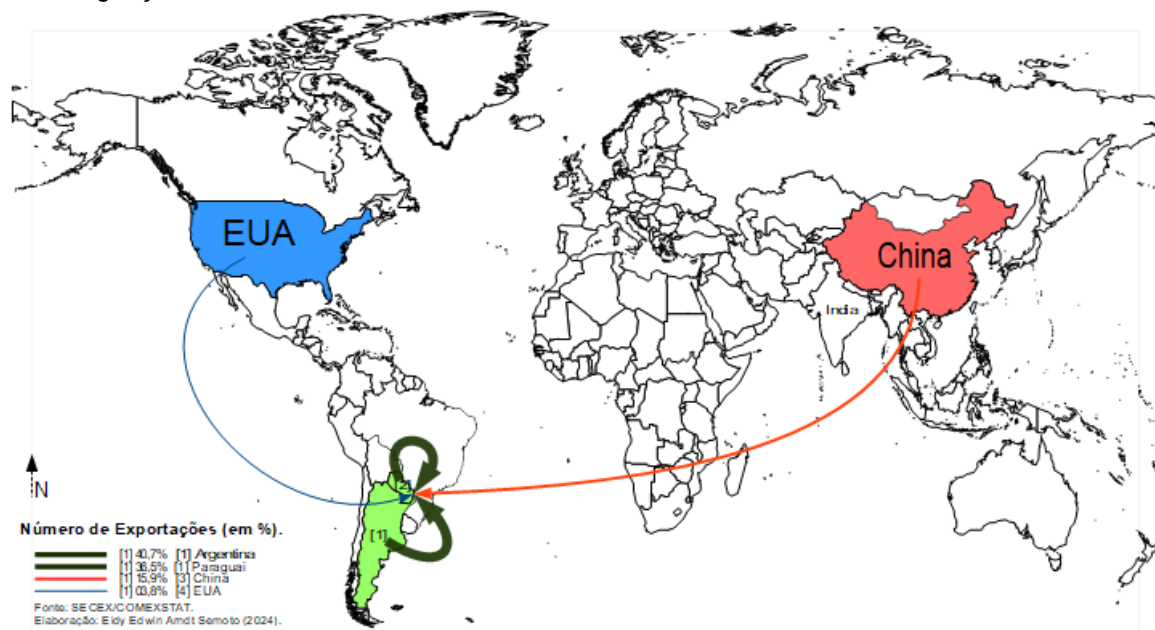 EUA
China
India
[2]
[1]
N
Número de Exportações (em %).
[1] 40,7% [1] Argentina
[1] 36,5% [1] Paraguai
[1] 15,9% [3] China
[1] 03,8% [4] EUA
Fonte: SECEX/COMEXSTAT.
Elaboração: Eidy Edwin Arndt Semoto (2024).